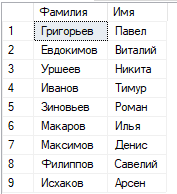 Фамилия Имя
1 Григорьев Павел
2 Евдокимов Виталий
3 Уршеев Никита
4 Иванов Тимур
5 Зиновьев Роман
6 Макаров Илья
7 Максимов Денис
8 Филиппов Савелий
9 Исхаков Арсен